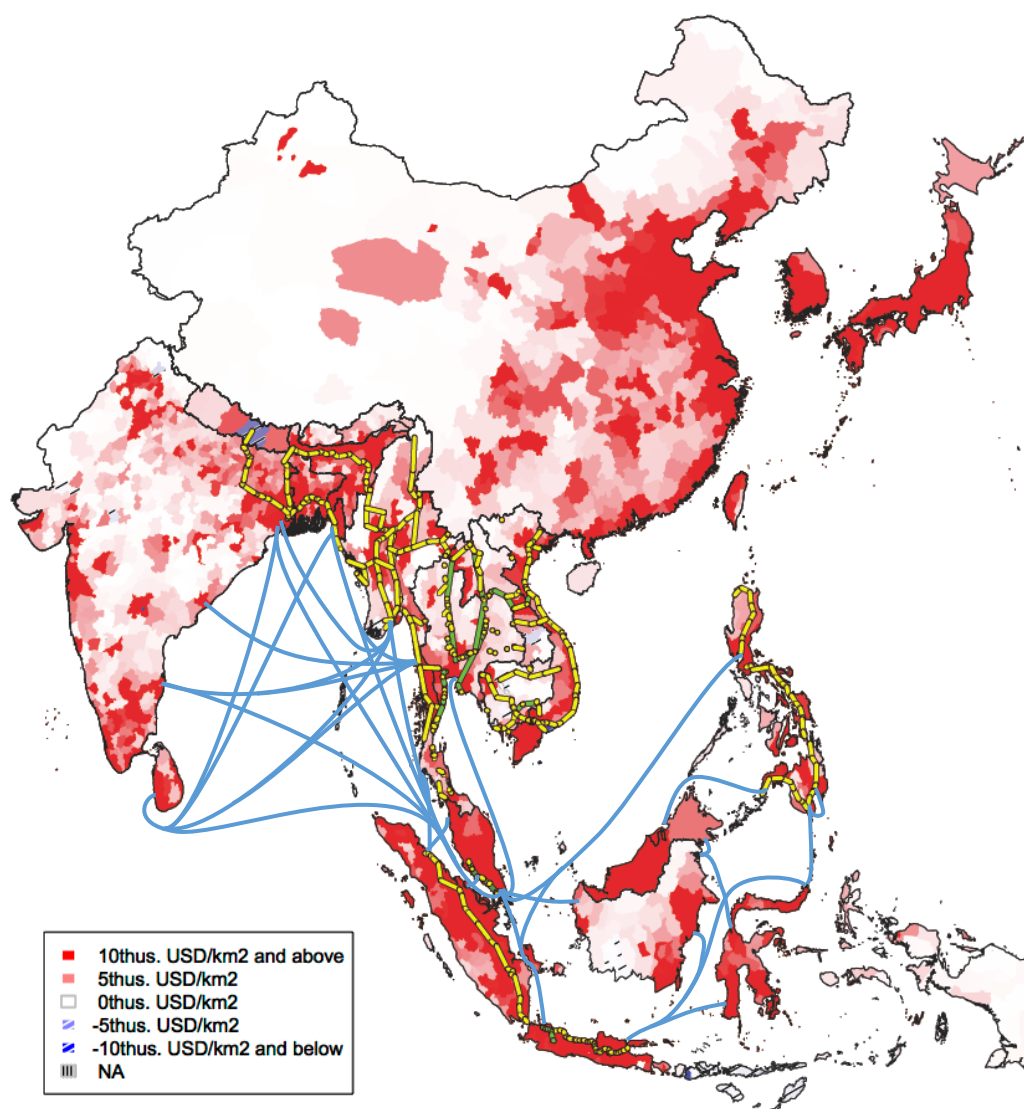 10thus. USD/km2 and above
5thus. USD/km2
0thus. USD/km2
-5thus. USD/km2
-10thus. USD/km2 and below
NA